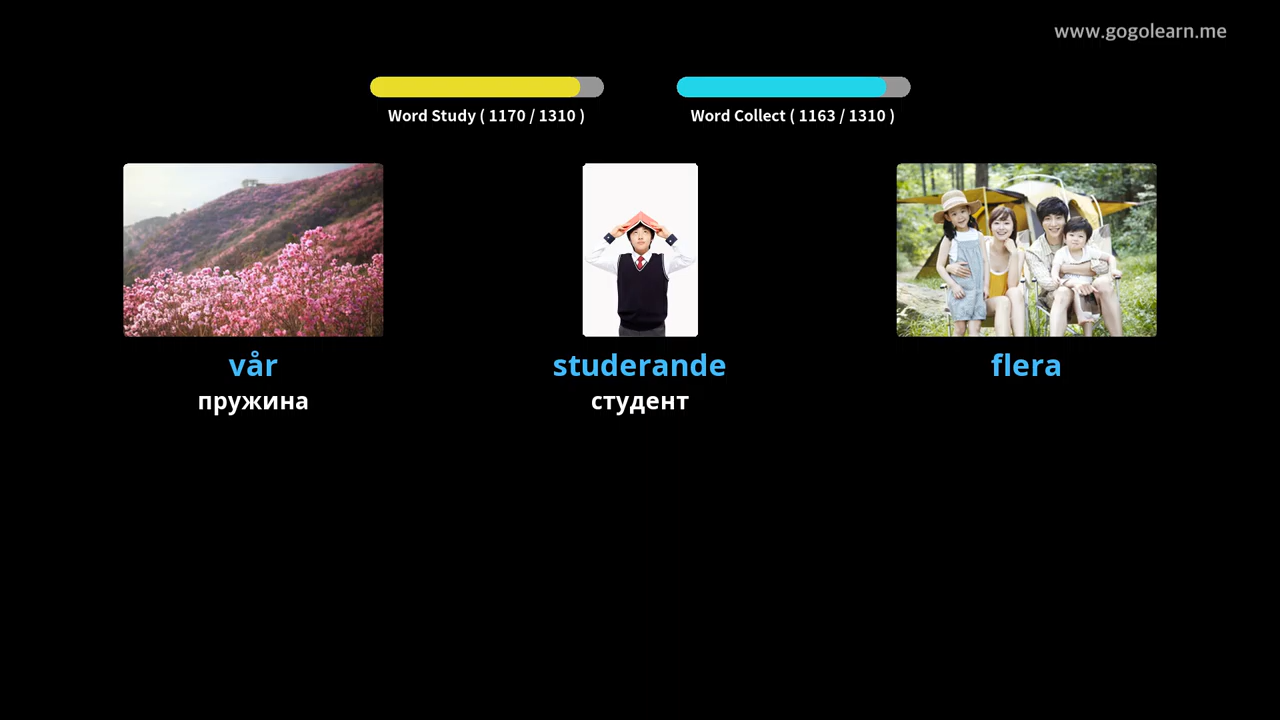 www.gogolearn.me
Word Study ( 1170 / 1310 )
Word Collect ( 1163 / 1310 )
vår
studerande
flera
пружина
студент